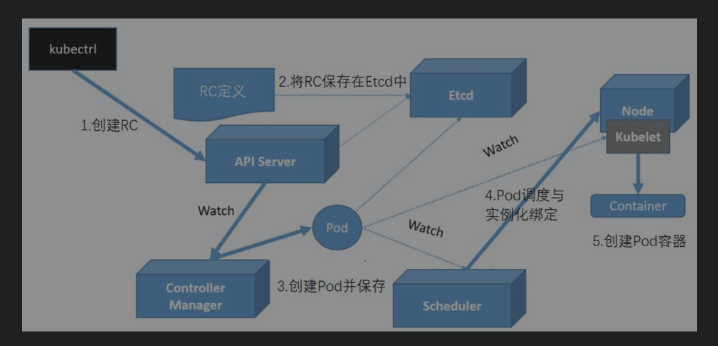 kubectrl
RC定义
2.将RC保存在Etcd中
Etcd
Node
Kubelet
1.创建RC
API Server
Watch
Watch
Pod
Watch
4.Pod调度与
实例化绑定
Container
5.创建Pod容器
Controller
Manager
3.创建Pod并保存
Scheduler